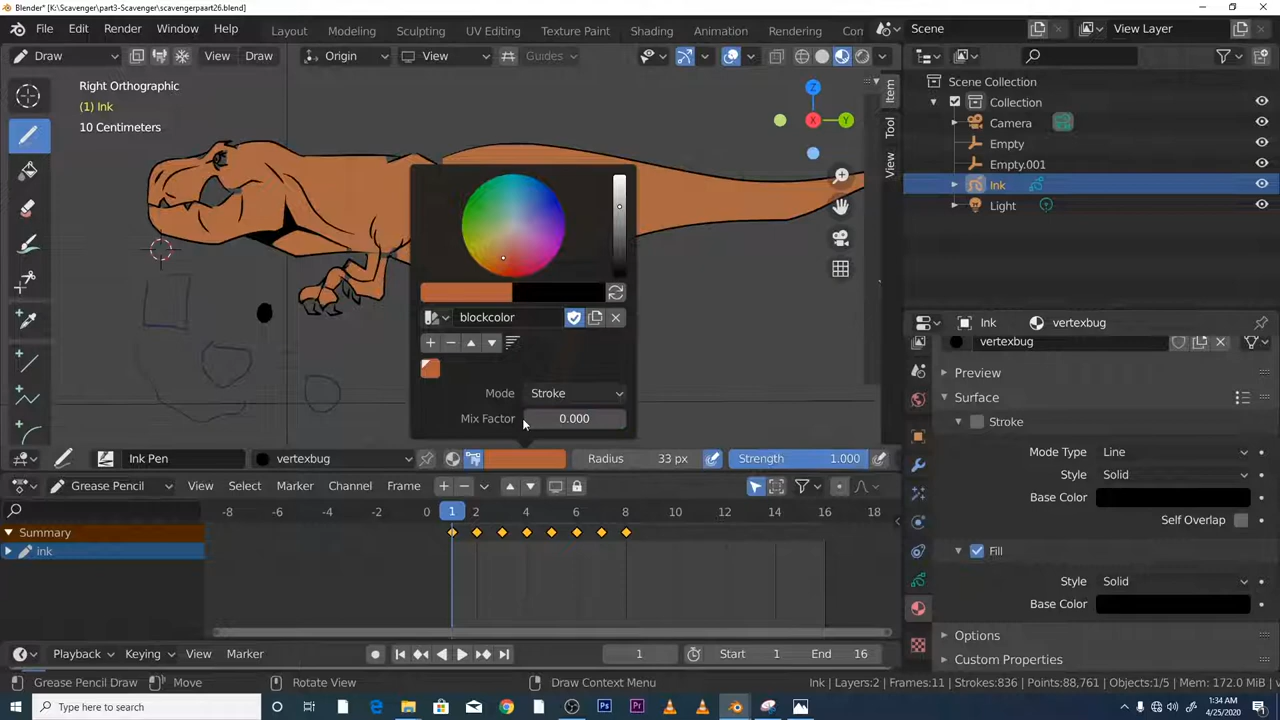 Blender* [K:\Scavenger\part3-Scavenger\scavengerpaart26.blend]
File Edit Render Window Help Layout Modeling Sculpting UV Editing Texture Paint Shading Animation Rendering Scene View Layer
Draw View Draw Origin View Guides
Right Orthographic
(1) Ink
10 Centimeters
Z
X
Y
Item
Tool
View
Scene Collection
Collection
Camera
Empty
Empty.001
Ink
Light
blockcolor
Mode Stroke
Mix Factor 0.000
Ink vertexbug
vertexbug
Preview
Surface
Stroke
Mode Type Line
Style Solid
Base Color
Self Overlap
Fill
Style Solid
Base Color
Options
Custom Properties
Ink Pen vertexbug Radius 33 px Strength 1.000
Grease Pencil View Select Marker Channel Frame
-8 -6 -4 -2 0 1 2 4 6 8 10 12 14 16 18
Summary
ink
Playback Keying View Marker 1 Start 1 End 16
Grease Pencil Draw Move Rotate View Draw Context Menu Ink | Layers:2 | Frames:11 | Strokes:836 | Points:88,761 | Objects:1/5 | Mem: 172.0 MiB
Type here to search
1:34 AM
4/25/2020